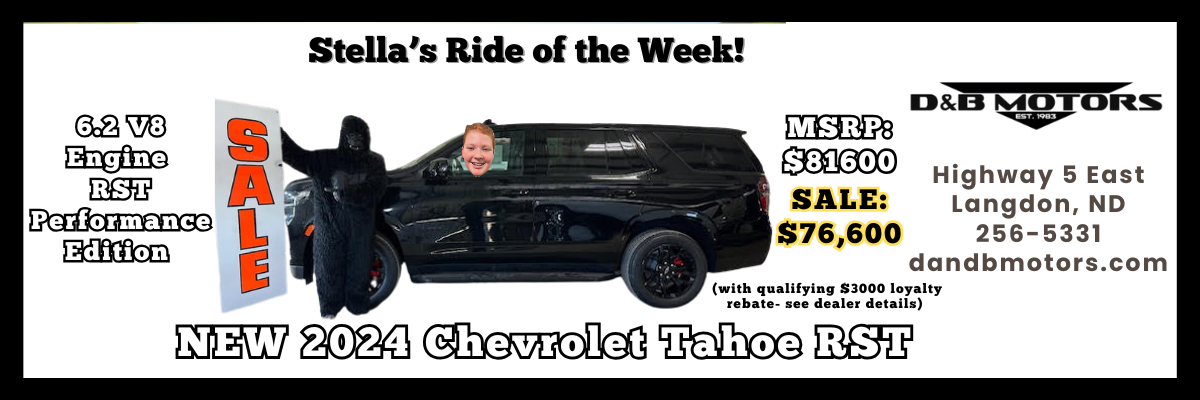 Stella's Ride of the Week!
6.2 V8
Engine
RST
Performance
Edition
SALE
MSRP:
$81600
SALE:
$76,600
(with qualifying $3000 loyalty
rebate- see dealer details)
NEW 2024 Chevrolet Tahoe RST
D&B MOTORS
EST. 1983
Highway 5 East
Langdon, ND
256-5331
dandbmotors.com